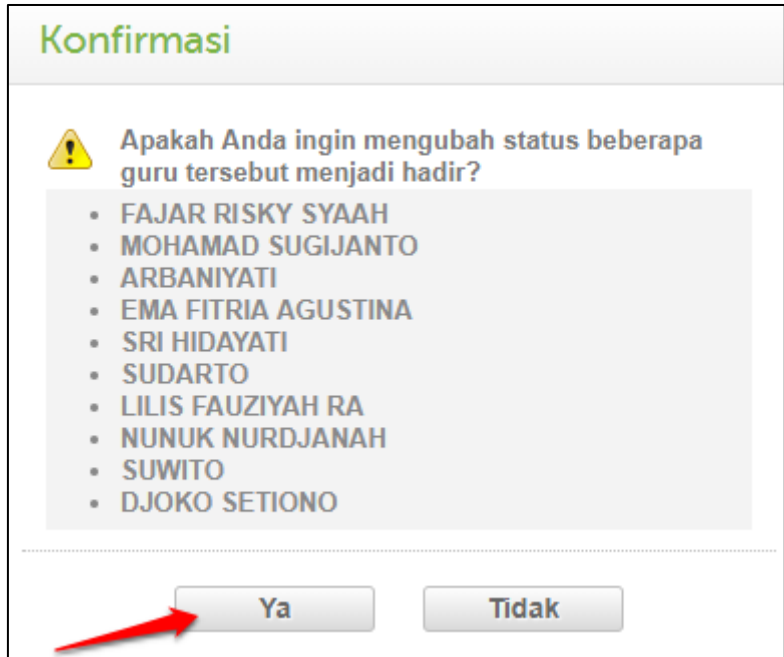 Konfirmasi
Apakah Anda ingin mengubah status beberapa
guru tersebut menjadi hadir?
• FAJAR RISKY SYAAH
• MOHAMAD SUGIJANTO
• ARBANIYATI
• EMA FITRIA AGUSTINA
• SRI HIDAYATI
• SUDARTO
• LILIS FAUZIYAH RA
• NUNUK NURDJANAH
• SUWITO
• DJOKO SETIONO
Ya Tidak